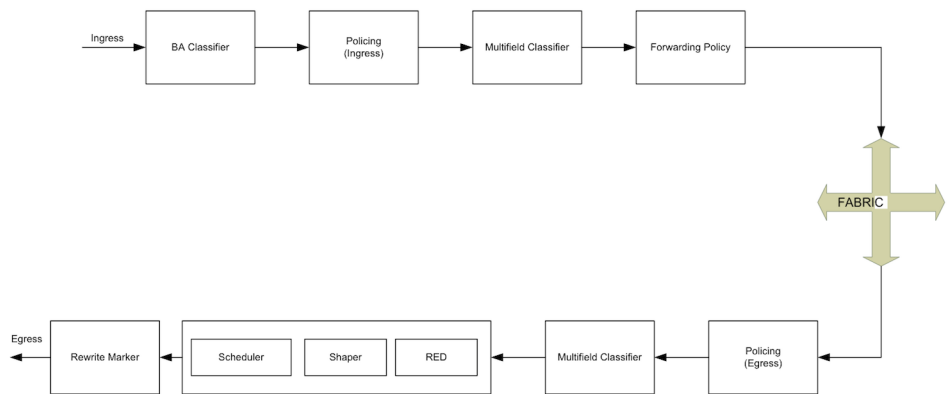 Ingress
BA Classifier
Policing
(Ingress)
Multifield Classifier
Forwarding Policy
FABRIC
Egress
Rewrite Marker
Scheduler
Shaper
RED
Multifield Classifier
Policing
(Egress)